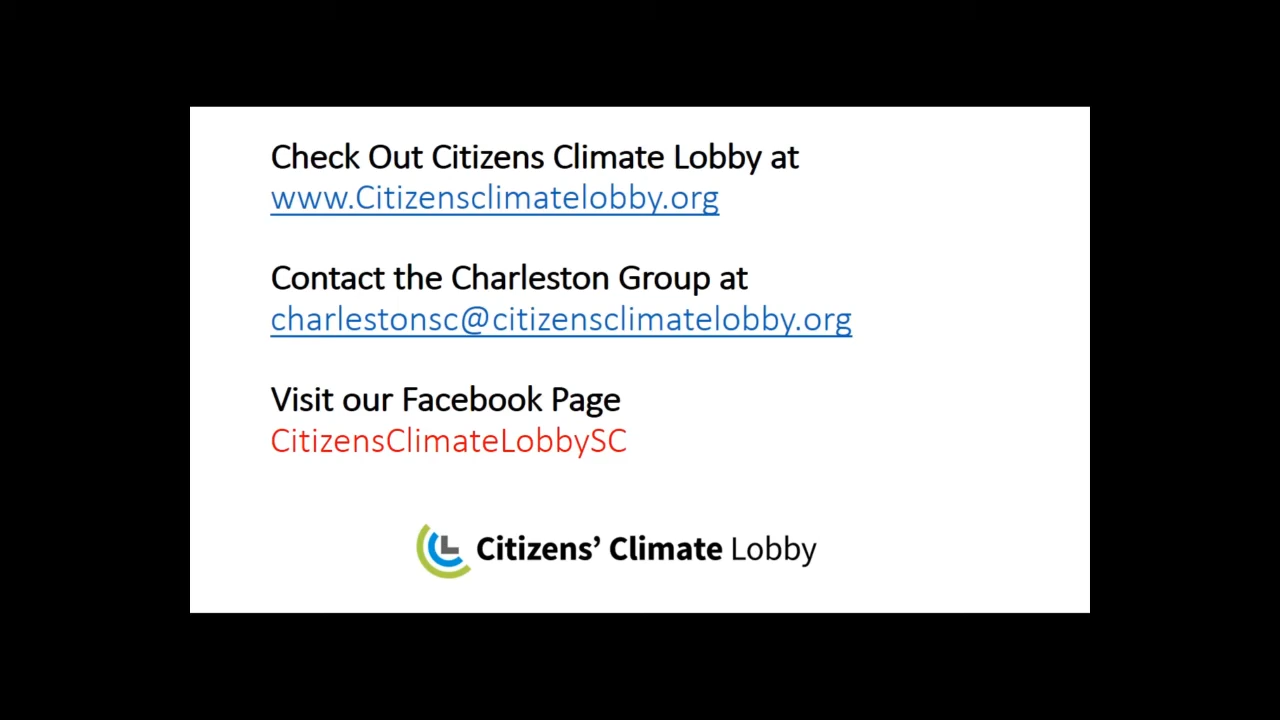 Check Out Citizens Climate Lobby at
www.Citizensclimatelobby.org
Contact the Charleston Group at
charlestonsc@citizensclimatelobby.org
Visit our Facebook Page
CitizensClimateLobbySC
Citizens’ Climate Lobby